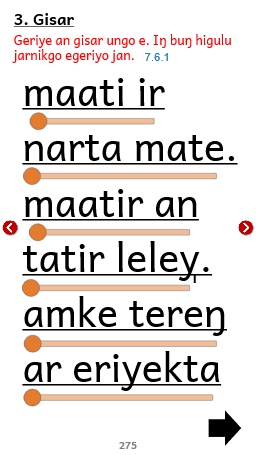 3. Gisar
Geriye an gisar ungo e. Iŋ buŋ higulu
jarnikgo egeriyo jan. 7.6.1
maati ir
narta mate.
maatir an
tatir leley.
amke tereŋ
ar eriyekta
275